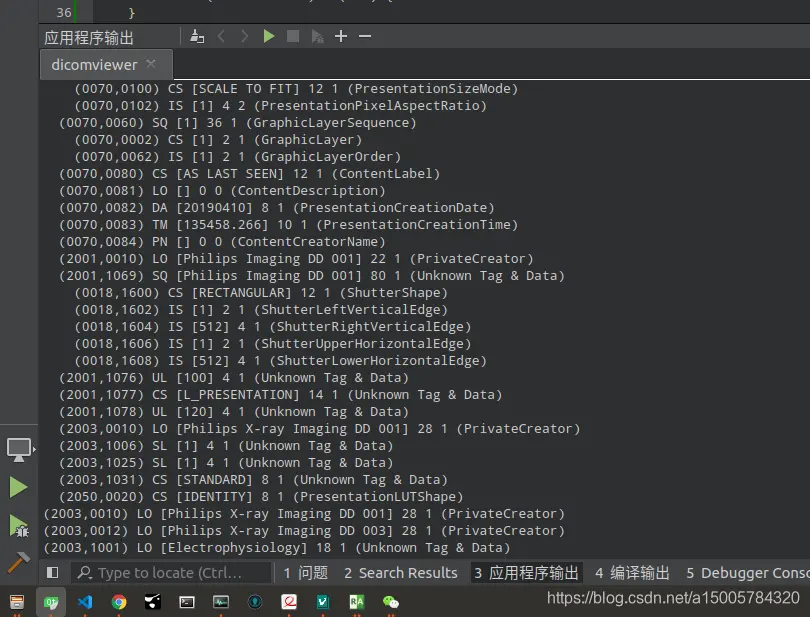 36 }
应用程序输出
dicomviewer
(0070,0100) CS [SCALE TO FIT] 12 1 (PresentationSizeMode)
(0070,0102) IS [1] 4 2 (PresentationPixelAspectRatio)
(0070,0060) SQ [1] 36 1 (GraphicLayerSequence)
(0070,0002) CS [1] 2 1 (GraphicLayer)
(0070,0062) IS [1] 2 1 (GraphicLayerOrder)
(0070,0080) CS [AS LAST SEEN] 12 1 (ContentLabel)
(0070,0081) LO [] 0 0 (ContentDescription)
(0070,0082) DA [20190410] 8 1 (PresentationCreationDate)
(0070,0083) TM [135458.266] 10 1 (PresentationCreationTime)
(0070,0084) PN [] 0 0 (ContentCreatorName)
(2001,0010) LO [Philips Imaging DD 001] 22 1 (PrivateCreator)
(2001,1069) SQ [Philips Imaging DD 001] 80 1 (Unknown Tag & Data)
(0018,1600) CS [RECTANGULAR] 12 1 (ShutterShape)
(0018,1602) IS [1] 2 1 (ShutterLeftVerticalEdge)
(0018,1604) IS [512] 4 1 (ShutterRightVerticalEdge)
(0018,1606) IS [1] 2 1 (ShutterUpperHorizontalEdge)
(0018,1608) IS [512] 4 1 (ShutterLowerHorizontalEdge)
(2001,1076) UL [100] 4 1 (Unknown Tag & Data)
(2001,1077) CS [L_PRESENTATION] 14 1 (Unknown Tag & Data)
(2001,1078) UL [120] 4 1 (Unknown Tag & Data)
(2003,0010) LO [Philips X-ray Imaging DD 001] 28 1 (PrivateCreator)
(2003,1006) SL [1] 4 1 (Unknown Tag & Data)
(2003,1025) SL [1] 4 1 (Unknown Tag & Data)
(2003,1031) CS [STANDARD] 8 1 (Unknown Tag & Data)
(2050,0020) CS [IDENTITY] 8 1 (PresentationLUTShape)
(2003,0010) LO [Philips X-ray Imaging DD 001] 28 1 (PrivateCreator)
(2003,0012) LO [Philips X-ray Imaging DD 003] 28 1 (PrivateCreator)
(2003,1001) LO [Electrophysiology] 18 1 (Unknown Tag & Data)
Type to locate (Ctrl... 1 问题 2 Search Results 3 应用程序输出 4 编译输出 5 Debugger Conso
https://blog.csdn.net/a15005784320